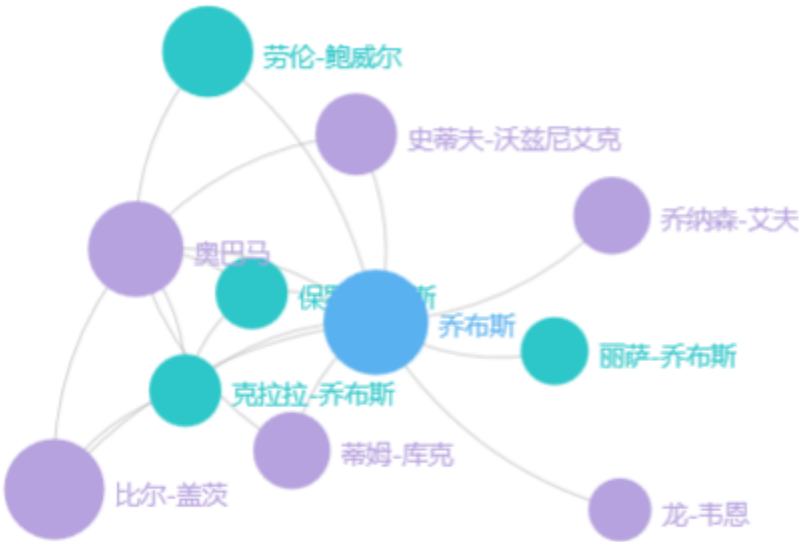 劳伦-鲍威尔
史蒂夫-沃兹尼艾克
乔纳森-艾夫
奥巴马
保 斯
乔布斯
丽萨-乔布斯
克拉拉-乔布斯
蒂姆-库克
比尔-盖茨
龙-韦恩